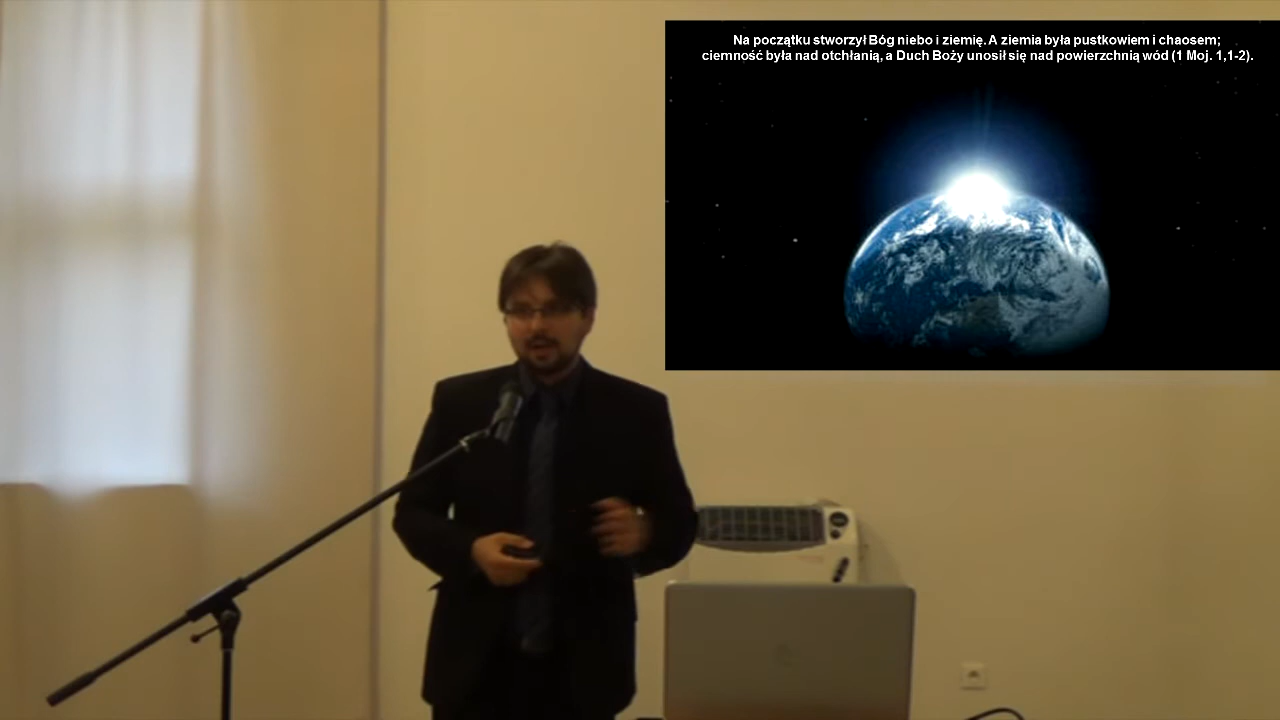 Na początku stworzył Bóg niebo i ziemię. A ziemia była pustkowiem i chaosem;
ciemność była nad otchłanią, a Duch Boży unosił się nad powierzchnią wód (1 Moj. 1,1-2).